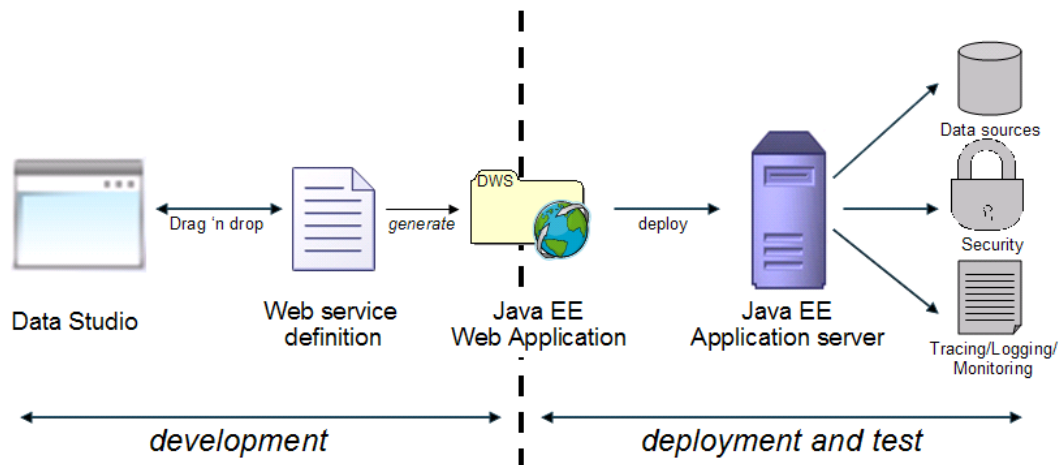 Data sources
DWS
Drag 'n drop
generate
deploy
Security
Data Studio
Web service
definition
Java EE
Web Application
Java EE
Application server
Tracing/Logging/
Monitoring
development
deployment and test